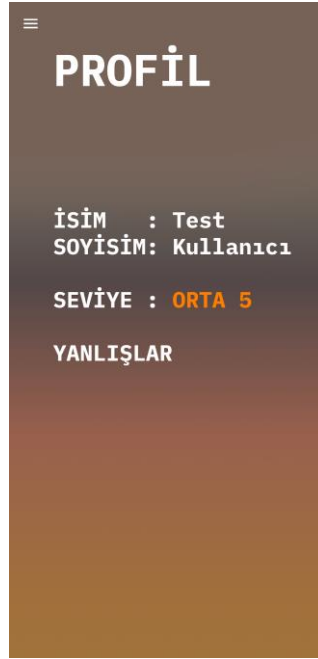 PROFİL
İSİM : Test
SOYİSİM: Kullanıcı
SEVİYE : ORTA 5
YANLIŞLAR